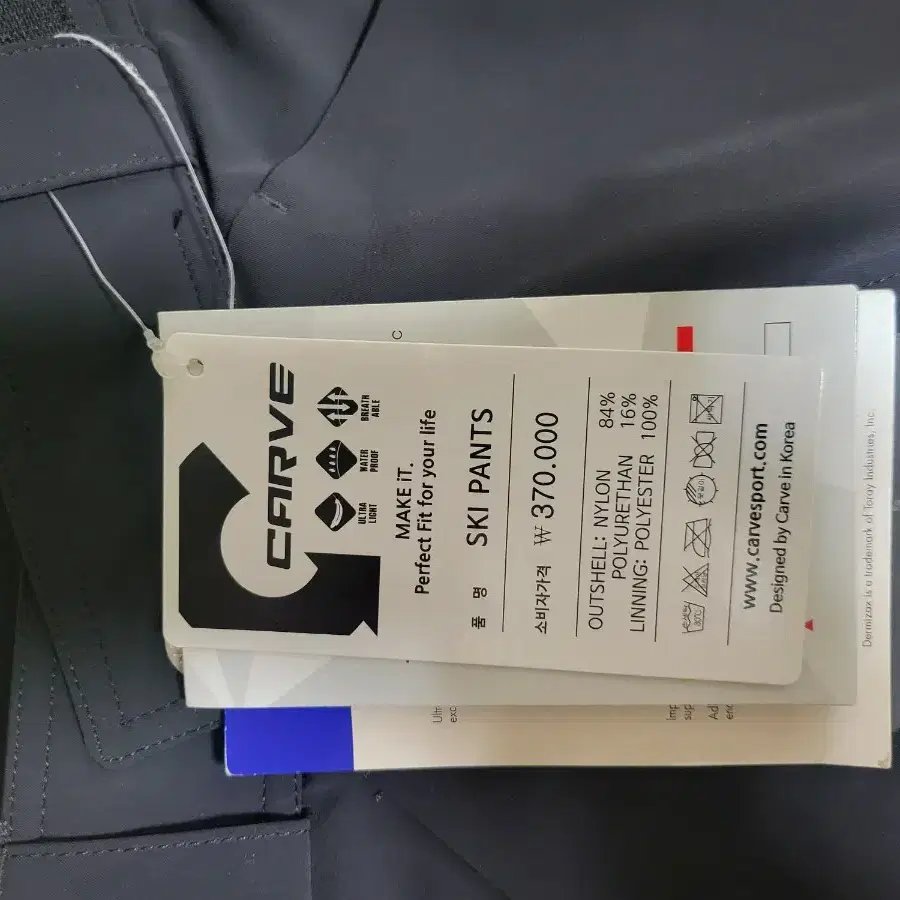 CARVE
ULTRA
LIGHT
WATER
PROOF
BREATH
ABLE
MAKE iT.
Perfect Fit for your life
품 명 SKI PANTS
소비자가격 ₩ 370.000
OUTSHELL: NYLON 84%
POLYURETHAN 16%
LINNING: POLYESTER 100%
www.carvesport.com
Designed by Carve in Korea
C
Dermizax is a trademark of Toray Industries, Inc.